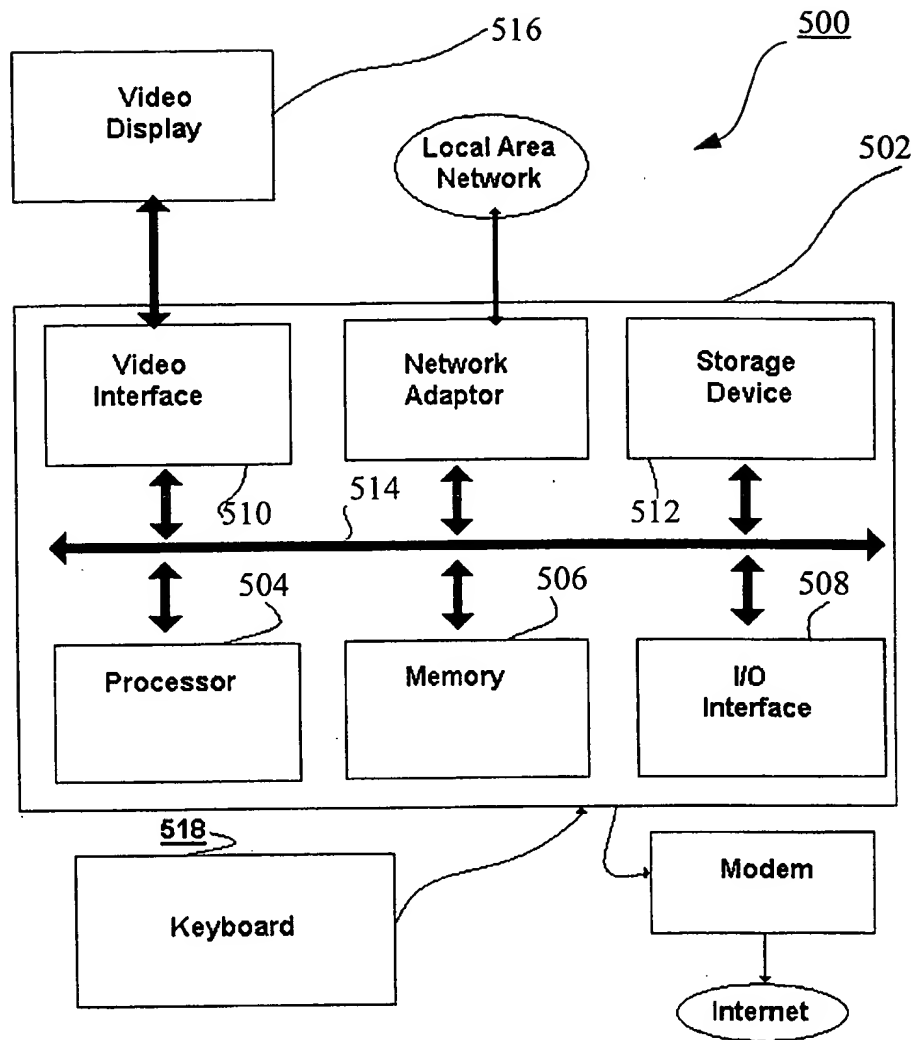 516
500
Video
Display
Local Area
Network
502
Video
Interface
Network
Adaptor
Storage
Device
510
514
512
504
506
508
Processor
Memory
I/O
Interface
518
Keyboard
Modem
Internet